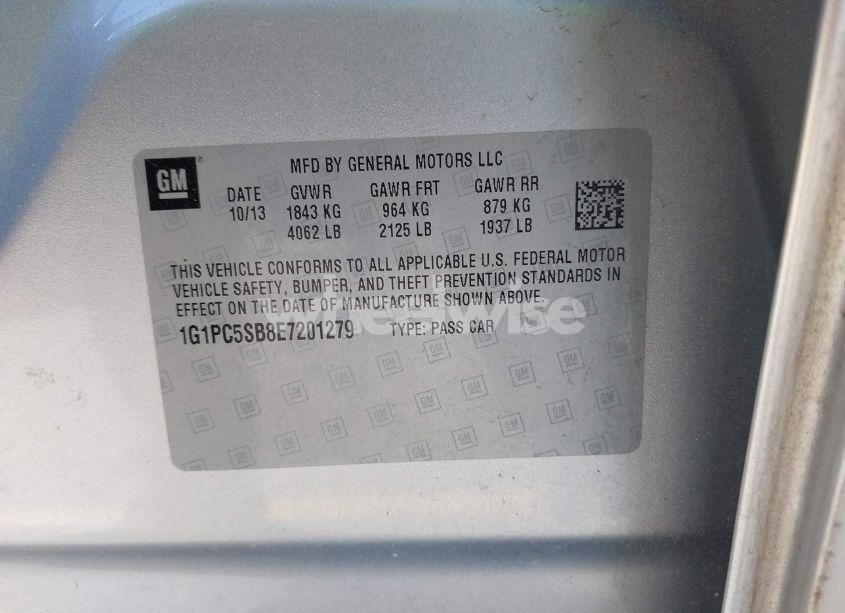 GM
MFD BY GENERAL MOTORS LLC
DATE GVWR GAWR FRT GAWR RR
10/13 1843 KG 964 KG 879 KG
4062 LB 2125 LB 1937 LB
THIS VEHICLE CONFORMS TO ALL APPLICABLE U.S. FEDERAL MOTOR
VEHICLE SAFETY, BUMPER, AND THEFT PREVENTION STANDARDS IN
EFFECT ON THE DATE OF MANUFACTURE SHOWN ABOVE.
1G1PC5SB8E7201279 TYPE: PASS CAR
wheelwise